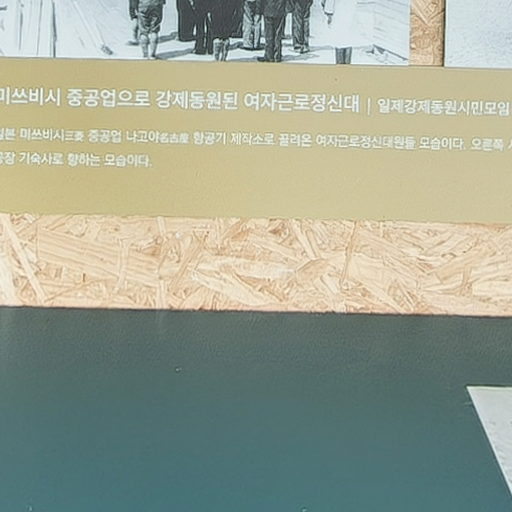 미쓰비시 중공업으로 강제동원된 여자근로정신대 | 일제강제동원시민모임
일본 미쓰비시三菱 중공업 나고야名古屋 항공기 제작소로 끌려온 여자근로정신대원들 모습이다. 오른쪽
공장 기숙사로 향하는 모습이다.